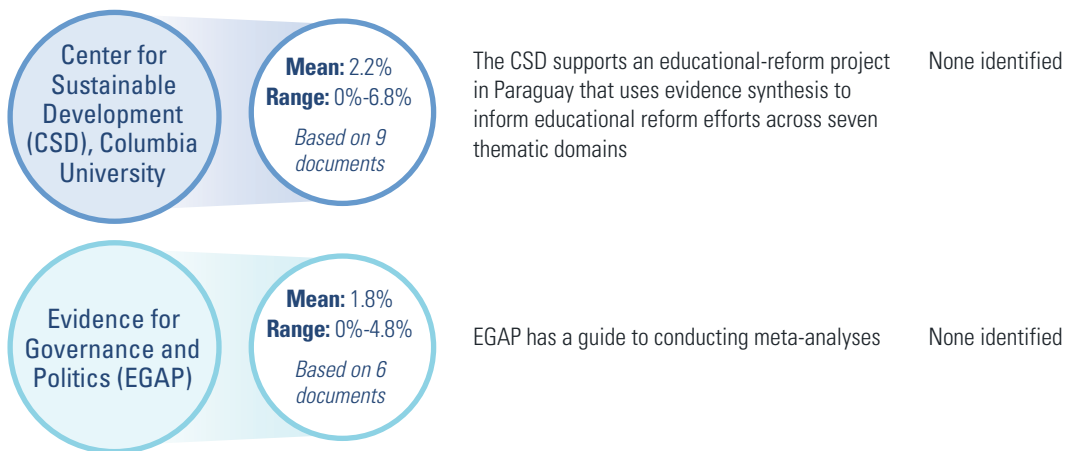 Center for
Sustainable
Development
(CSD), Columbia
University
Mean: 2.2%
Range: 0%-6.8%
Based on 9
documents
The CSD supports an educational-reform project
in Paraguay that uses evidence synthesis to
inform educational reform efforts across seven
thematic domains
None identified
Evidence for
Governance and
Politics (EGAP)
Mean: 1.8%
Range: 0%-4.8%
Based on 6
documents
EGAP has a guide to conducting meta-analyses
None identified